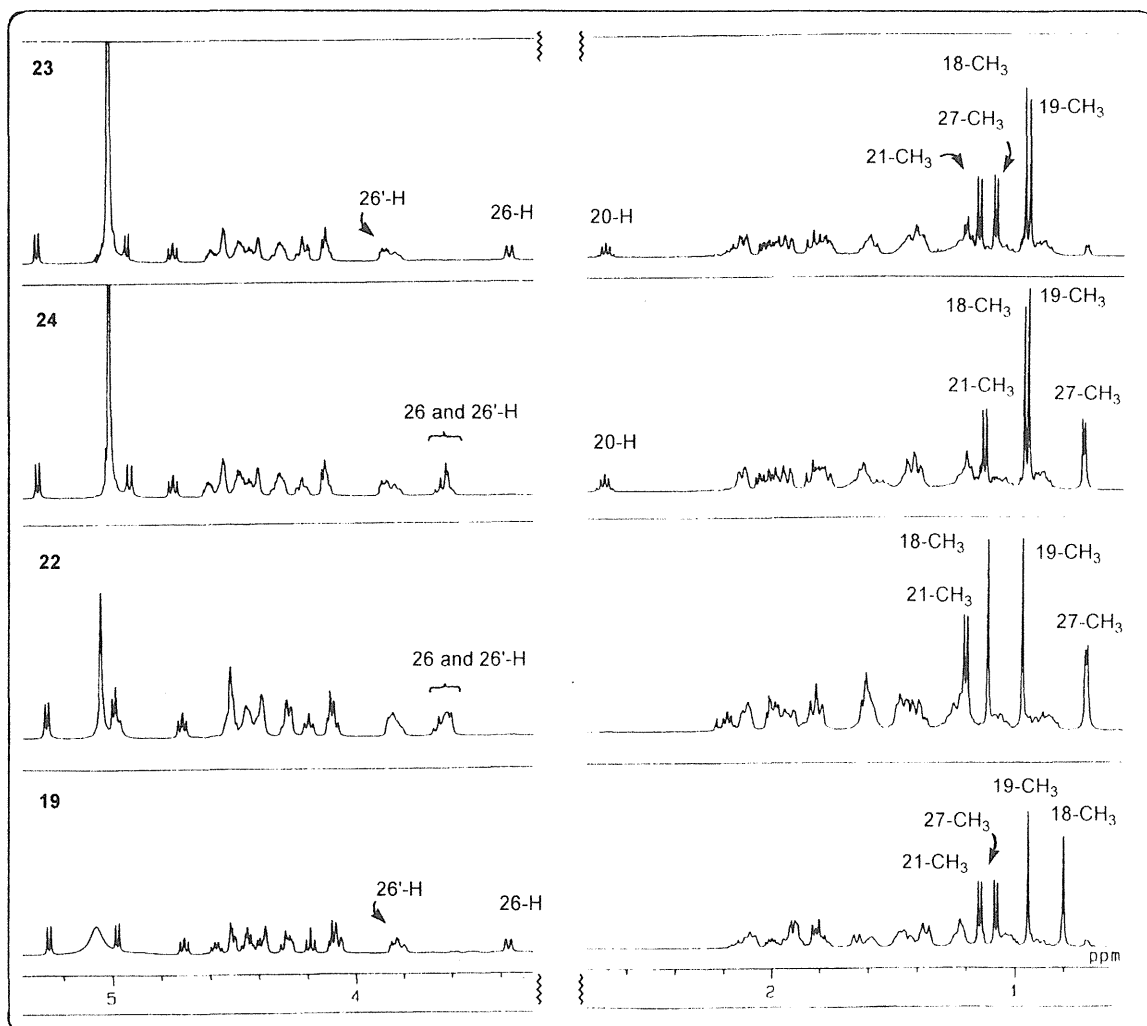 23
18-CH₃
19-CH₃
27-CH₃
21-CH₃
26'-H
26-H
20-H
24
18-CH₃
19-CH₃
21-CH₃
27-CH₃
26 and 26'-H
20-H
22
18-CH₃
19-CH₃
21-CH₃
27-CH₃
26 and 26'-H
19
19-CH₃
18-CH₃
27-CH₃
21-CH₃
26'-H
26-H
ppm
5 4 2 1